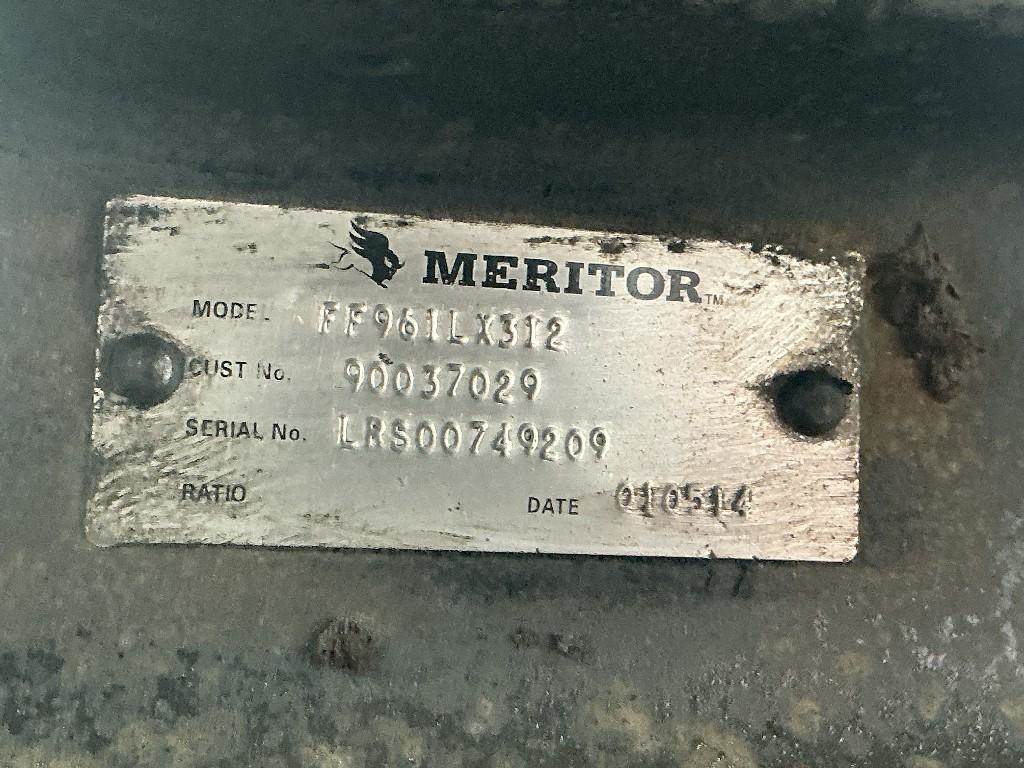 MERITOR™
MODEL FF961LX312
CUST No. 90037029
SERIAL No. LRS00749209
RATIO
DATE 010514